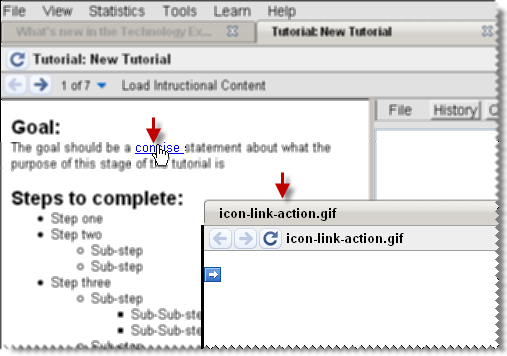 File View Statistics Tools Learn Help
What's new in the Technology Ex... Tutorial: New Tutorial
Tutorial: New Tutorial
1 of 7 Load Intructional Content
File History
Goal:
The goal should be a concise statement about what the
purpose of this stage of the tutorial is
Steps to complete:
Step one
Step two
Sub-step
Sub-step
Step three
Sub-step
Sub-Sub-ste
Sub-Sub-ste
Sub-step
icon-link-action.gif
icon-link-action.gif